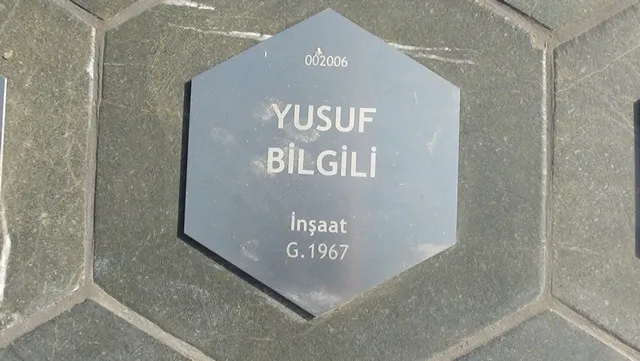 002006
YUSUF
BİLGİLİ
İnşaat
G.1967